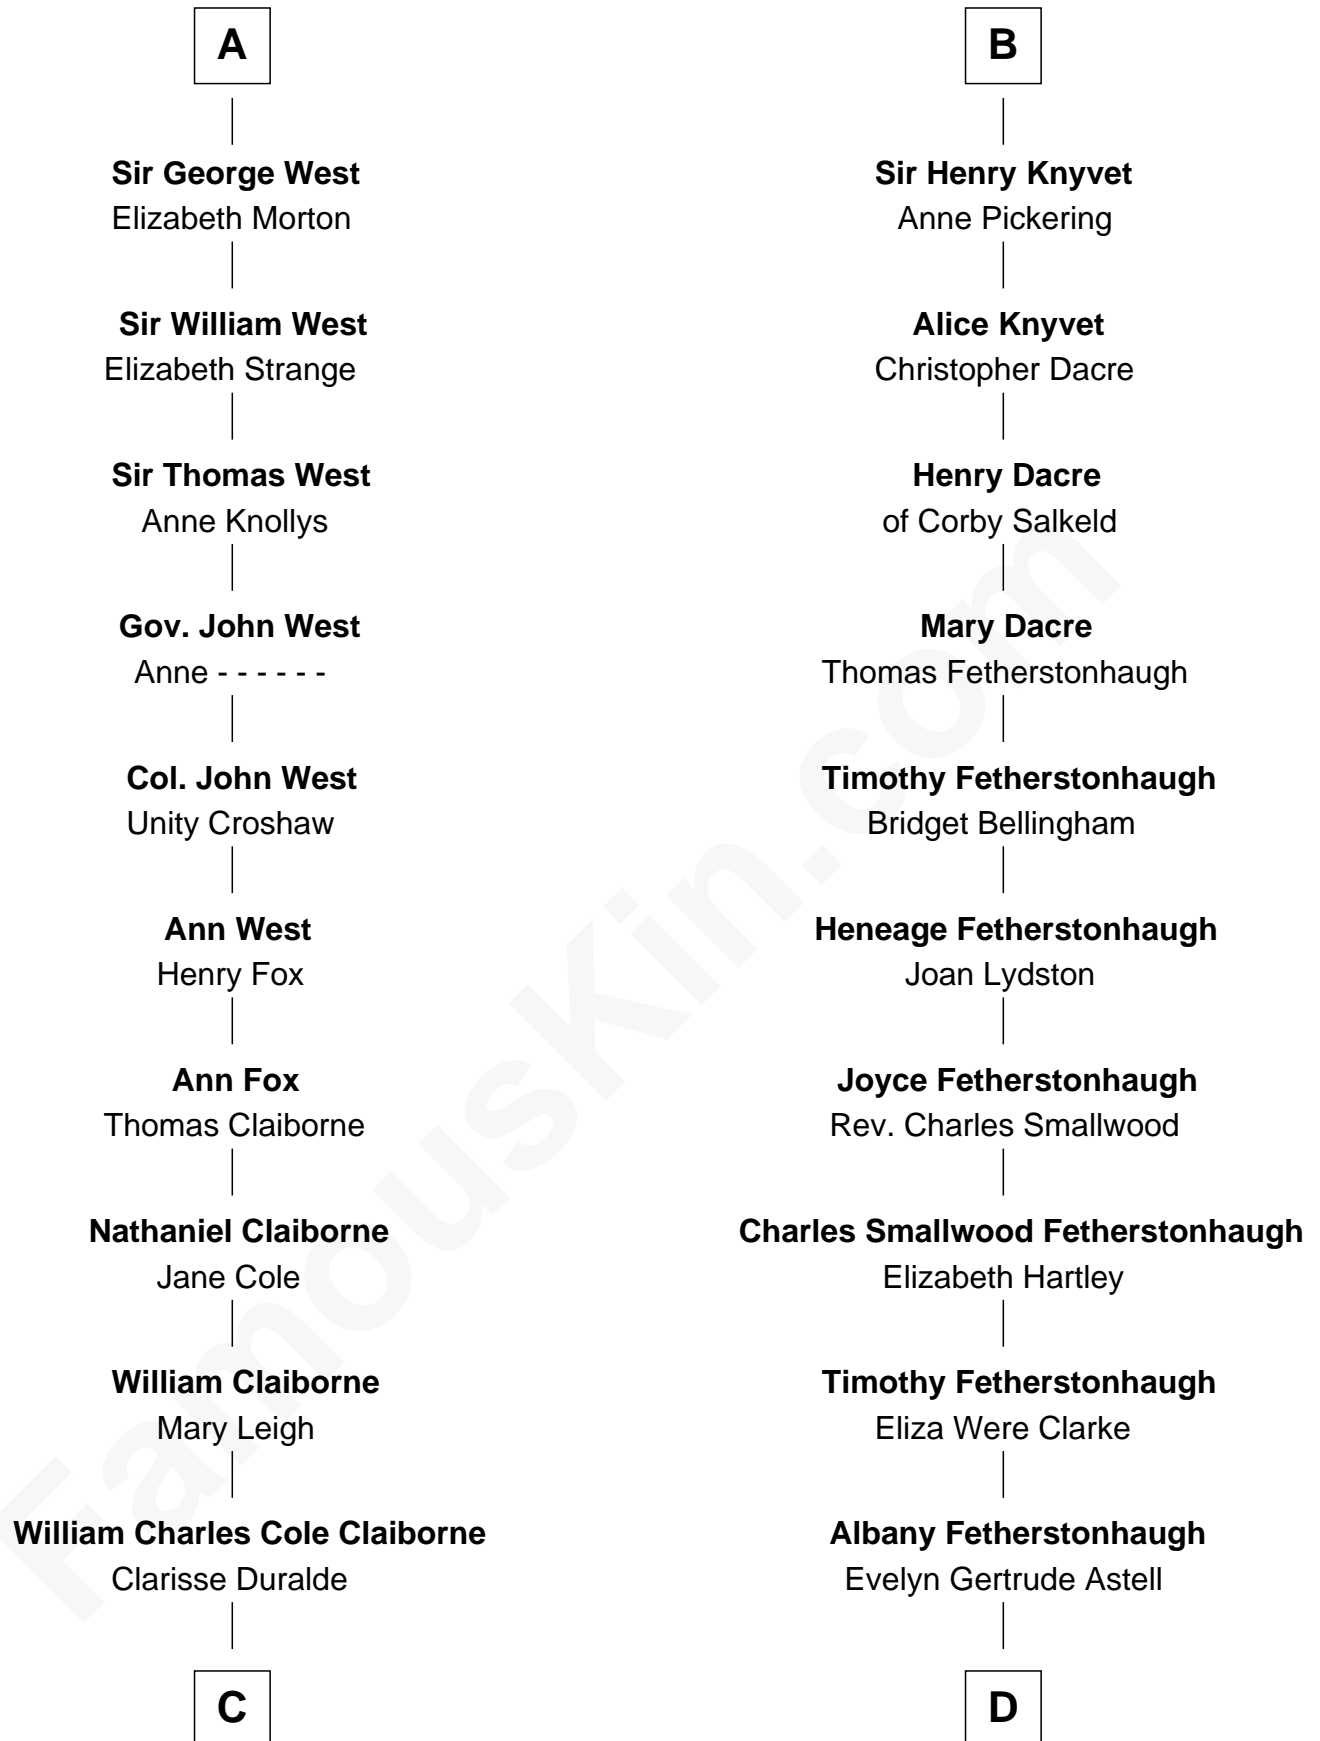 A
Sir George West
Elizabeth Morton
Sir William West
Elizabeth Strange
Sir Thomas West
Anne Knollys
Gov. John West
Anne - - - - - -
Col. John West
Unity Croshaw
Ann West
Henry Fox
Ann Fox
Thomas Claiborne
Nathaniel Claiborne
Jane Cole
William Claiborne
Mary Leigh
William Charles Cole Claiborne
Clarisse Duralde
C
B
Sir Henry Knyvet
Anne Pickering
Alice Knyvet
Christopher Dacre
Henry Dacre
of Corby Salkeld
Mary Dacre
Thomas Fetherstonhaugh
Timothy Fetherstonhaugh
Bridget Bellingham
Heneage Fetherstonhaugh
Joan Lydston
Joyce Fetherstonhaugh
Rev. Charles Smallwood
Charles Smallwood Fetherstonhaugh
Elizabeth Hartley
Timothy Fetherstonhaugh
Eliza Were Clarke
Albany Fetherstonhaugh
Evelyn Gertrude Astell
D
FamousKin.com